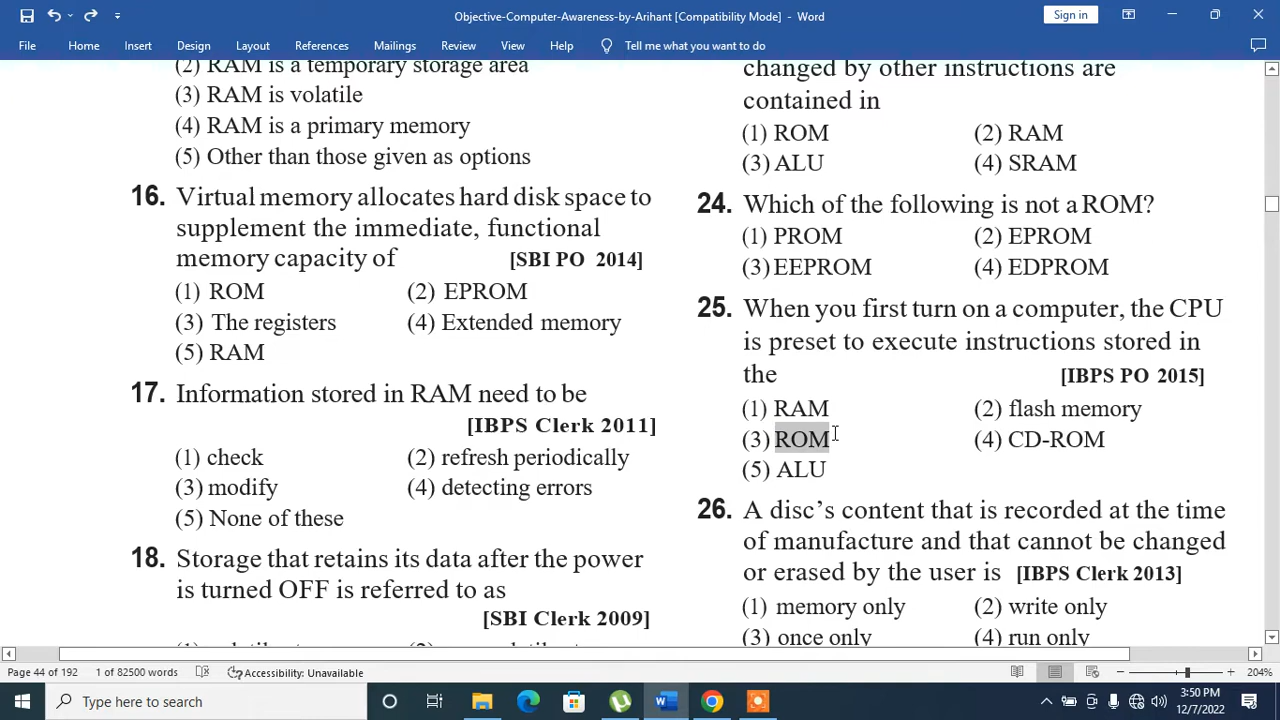 Objective-Computer-Awareness-by-Arihant [Compatibility Mode] - Word
Sign in
File Home Insert Design Layout References Mailings Review View Help Tell me what you want to do
(2) RAM is a temporary storage area
(3) RAM is volatile
(4) RAM is a primary memory
(5) Other than those given as options
16. Virtual memory allocates hard disk space to
supplement the immediate, functional
memory capacity of [SBI PO 2014]
(1) ROM (2) EPROM
(3) The registers (4) Extended memory
(5) RAM
17. Information stored in RAM need to be
[IBPS Clerk 2011]
(1) check (2) refresh periodically
(3) modify (4) detecting errors
(5) None of these
18. Storage that retains its data after the power
is turned OFF is referred to as
[SBI Clerk 2009]
changed by other instructions are
contained in
(1) ROM (2) RAM
(3) ALU (4) SRAM
24. Which of the following is not a ROM?
(1) PROM (2) EPROM
(3) EEPROM (4) EDPROM
25. When you first turn on a computer, the CPU
is preset to execute instructions stored in
the [IBPS PO 2015]
(1) RAM (2) flash memory
(3) ROM (4) CD-ROM
(5) ALU
26. A disc's content that is recorded at the time
of manufacture and that cannot be changed
or erased by the user is [IBPS Clerk 2013]
(1) memory only (2) write only
(3) once only (4) run only
Page 44 of 192 1 of 82500 words Accessibility: Unavailable 204%
Type here to search
3:50 PM
12/7/2022